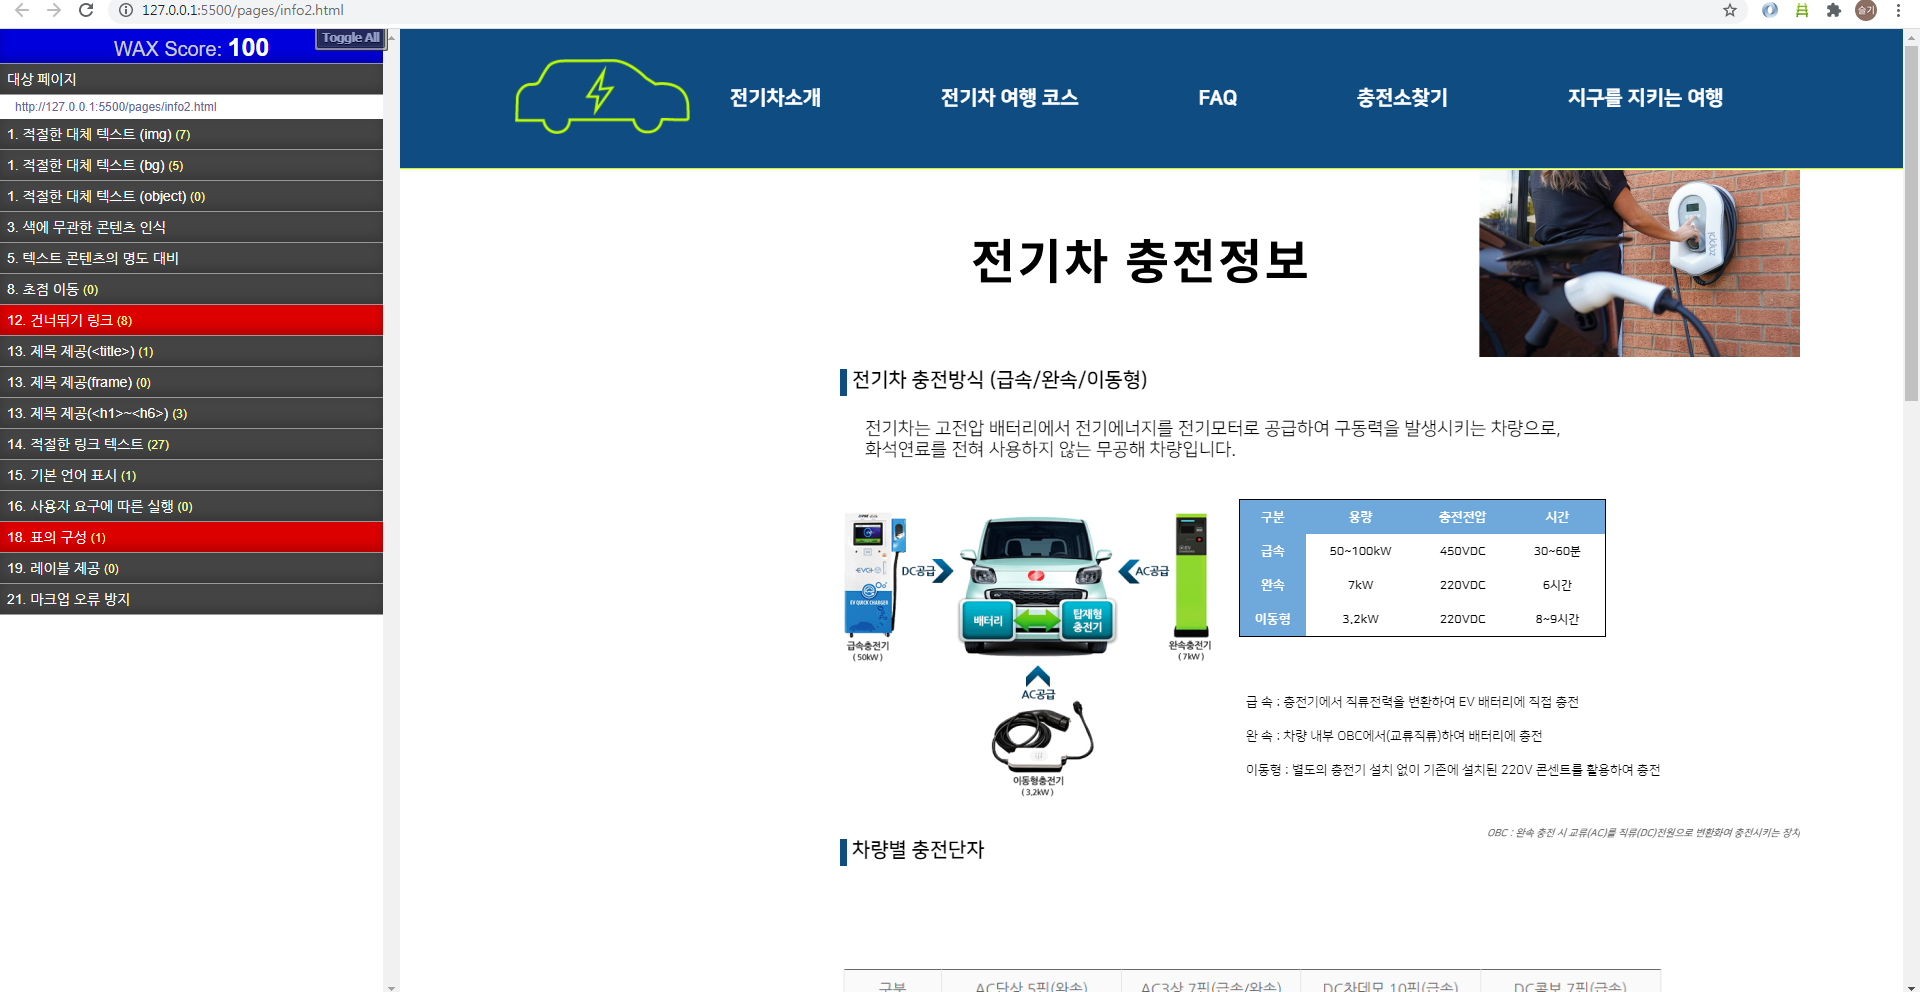 127.0.0.1:5500/pages/info2.html
슬기
WAX Score: 100
Toggle All
대상 페이지
http://127.0.0.1:5500/pages/info2.html
1. 적절한 대체 텍스트 (img) (7)
1. 적절한 대체 텍스트 (bg) (5)
1. 적절한 대체 텍스트 (object) (0)
3. 색에 무관한 콘텐츠 인식
5. 텍스트 콘텐츠의 명도 대비
8. 초점 이동 (0)
12. 건너뛰기 링크 (8)
13. 제목 제공(<title>) (1)
13. 제목 제공(frame) (0)
13. 제목 제공(<h1>~<h6>) (3)
14. 적절한 링크 텍스트 (27)
15. 기본 언어 표시 (1)
16. 사용자 요구에 따른 실행 (0)
18. 표의 구성 (1)
19. 레이블 제공 (0)
21. 마크업 오류 방지
전기차소개 전기차 여행 코스 FAQ 충전소찾기 지구를 지키는 여행
전기차 충전정보
전기차 충전방식 (급속/완속/이동형)
전기차는 고전압 배터리에서 전기에너지를 전기모터로 공급하여 구동력을 발생시키는 차량으로,
화석연료를 전혀 사용하지 않는 무공해 차량입니다.
DC공급
EV QUICK CHARGER
급속충전기
(50kW)
배터리
탑재형
충전기
AC공급
완속충전기
(7kW)
AC공급
이동형충전기
(3.2kW)
구분 용량 충전전압 시간
급속 50~100kW 450VDC 30~60분
완속 7kW 220VDC 6시간
이동형 3.2kW 220VDC 8~9시간
급 속 : 충전기에서 직류전력을 변환하여 EV 배터리에 직접 충전
완 속 : 차량 내부 OBC에서(교류직류)하여 배터리에 충전
이동형 : 별도의 충전기 설치 없이 기존에 설치된 220V 콘센트를 활용하여 충전
OBC : 완속 충전 시 교류(AC)를 직류(DC)전원으로 변환화여 충전시키는 장치
차량별 충전단자
구분 AC단상 5핀(완속) AC3상 7핀(급속/완속) DC차데모 10핀(급속) DC콤보 7핀(급속)